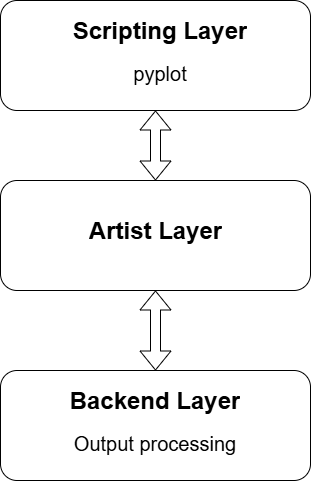 Scripting Layer
pyplot
Artist Layer
Backend Layer
Output processing